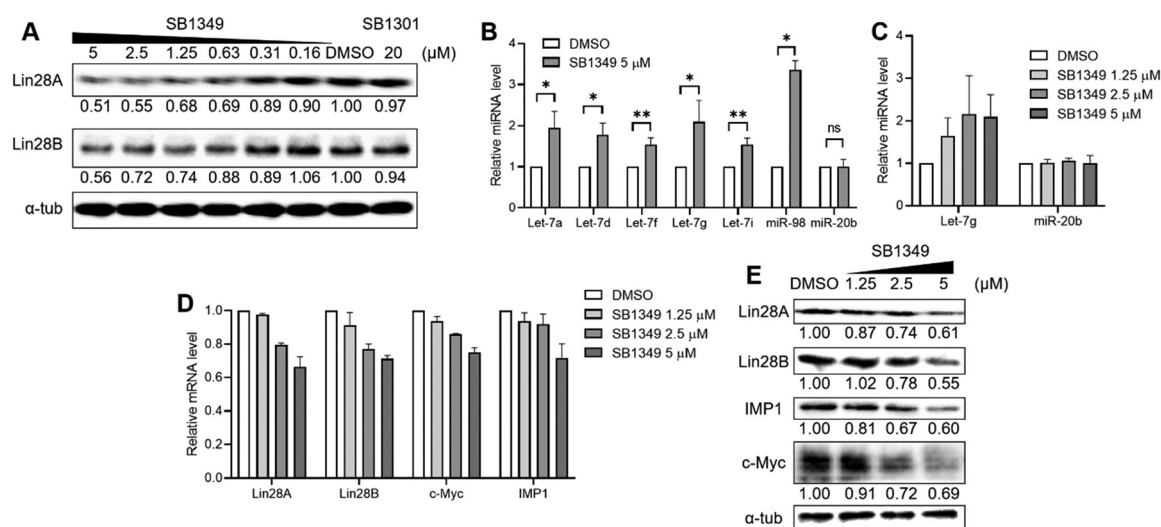 A
SB1349 SB1301
5 2.5 1.25 0.63 0.31 0.16 DMSO 20 (μM)
Lin28A
0.51 0.55 0.68 0.69 0.89 0.90 1.00 0.97
Lin28B
0.56 0.72 0.74 0.88 0.89 1.06 1.00 0.94
α-tub
B
DMSO
SB1349 5 μM
Relative miRNA level
4
3
2
1
0
* * ** * ** * ns
Let-7a Let-7d Let-7f Let-7g Let-7i miR-98 miR-20b
C
DMSO
SB1349 1.25 μM
SB1349 2.5 μM
SB1349 5 μM
Relative miRNA level
4
3
2
1
0
Let-7g miR-20b
D
DMSO
SB1349 1.25 μM
SB1349 2.5 μM
SB1349 5 μM
Relative mRNA level
1.0
0.8
0.6
0.4
0.2
0.0
Lin28A Lin28B c-Myc IMP1
E
SB1349
DMSO 1.25 2.5 5 (μM)
Lin28A
1.00 0.87 0.74 0.61
Lin28B
1.00 1.02 0.78 0.55
IMP1
1.00 0.81 0.67 0.60
c-Myc
1.00 0.91 0.72 0.69
α-tub